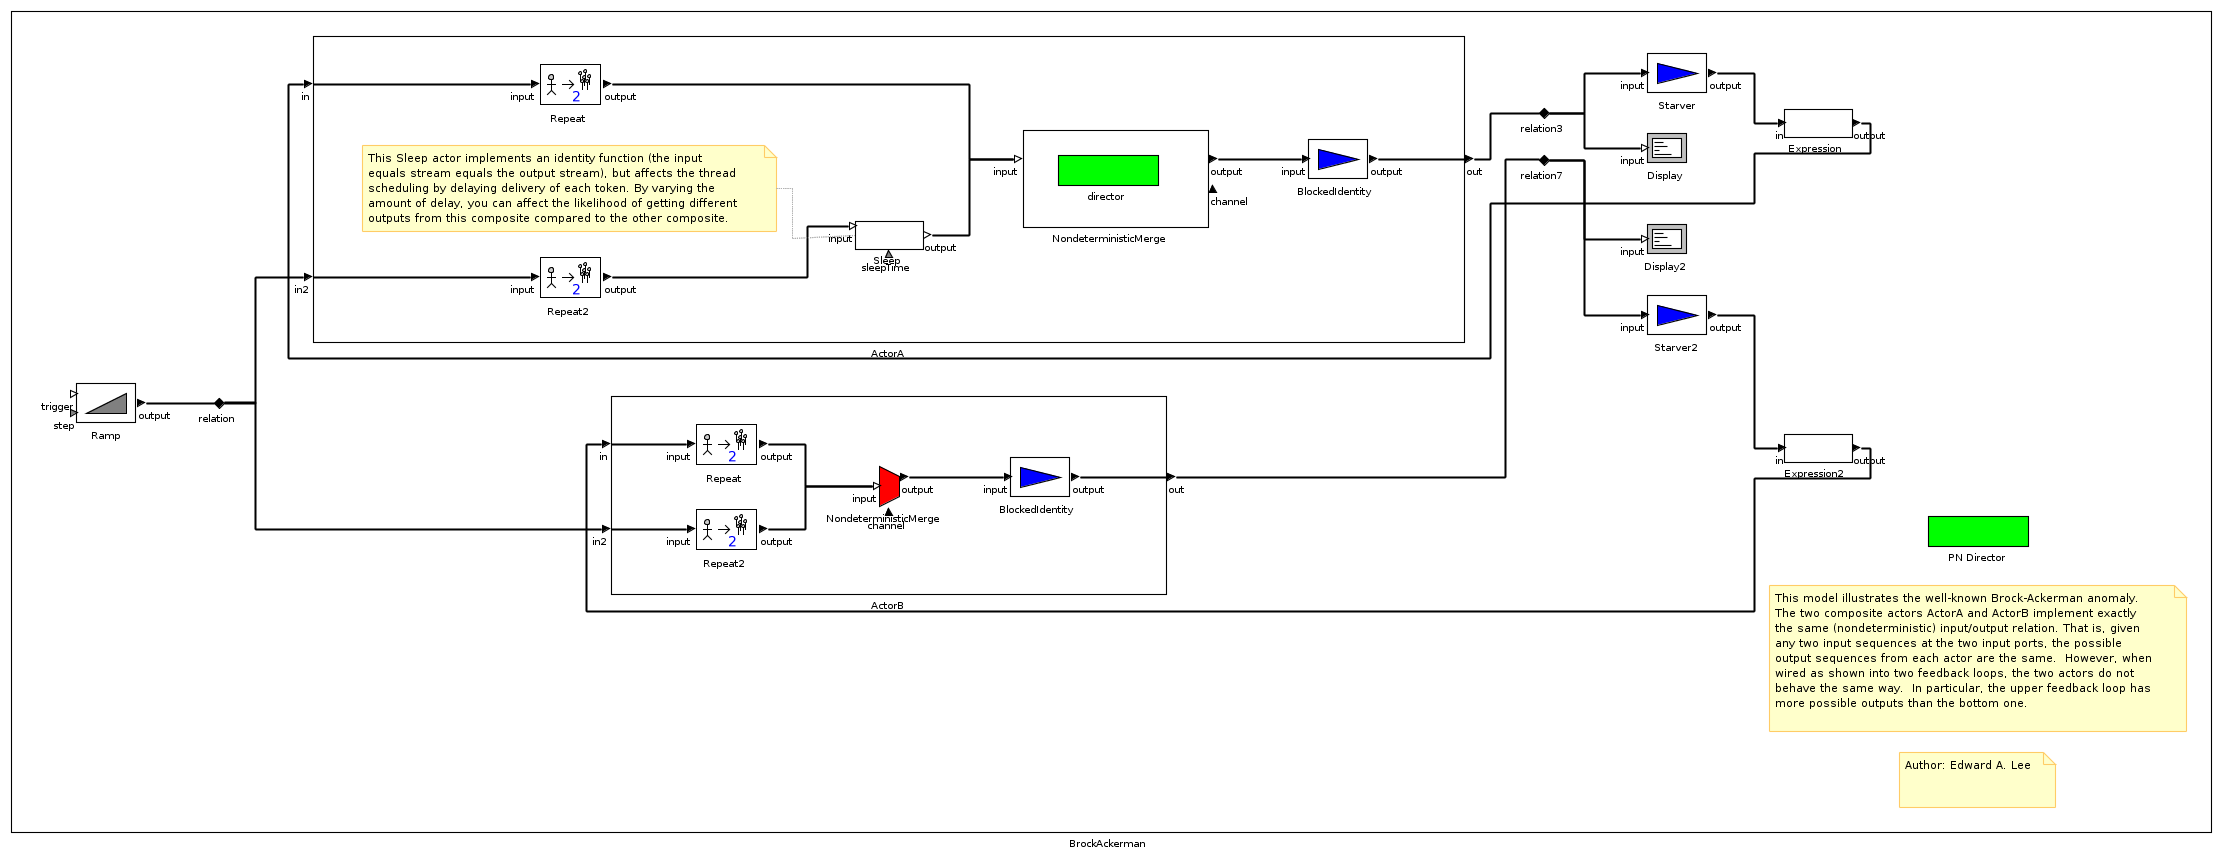 in
input
2
output
Repeat
This Sleep actor implements an identity function (the input
equals stream equals the output stream), but affects the thread
scheduling by delaying delivery of each token. By varying the
amount of delay, you can affect the likelihood of getting different
outputs from this composite compared to the other composite.
input
output
Sleep
sleepTime
in2
input
2
output
Repeat2
input
director
output
channel
NondeterministicMerge
input
output
BlockedIdentity
out
ActorA
relation3
relation7
input
output
Starver
input
Display
in
output
Expression
input
Display2
input
output
Starver2
in
output
Expression2
trigger
step
output
Ramp
relation
in
input
2
output
Repeat
in2
input
2
output
Repeat2
input
output
NondeterministicMerge
channel
input
output
BlockedIdentity
out
ActorB
PN Director
This model illustrates the well-known Brock-Ackerman anomaly.
The two composite actors ActorA and ActorB implement exactly
the same (nondeterministic) input/output relation. That is, given
any two input sequences at the two input ports, the possible
output sequences from each actor are the same.  However, when
wired as shown into two feedback loops, the two actors do not
behave the same way.  In particular, the upper feedback loop has
more possible outputs than the bottom one.
Author: Edward A. Lee
BrockAckerman